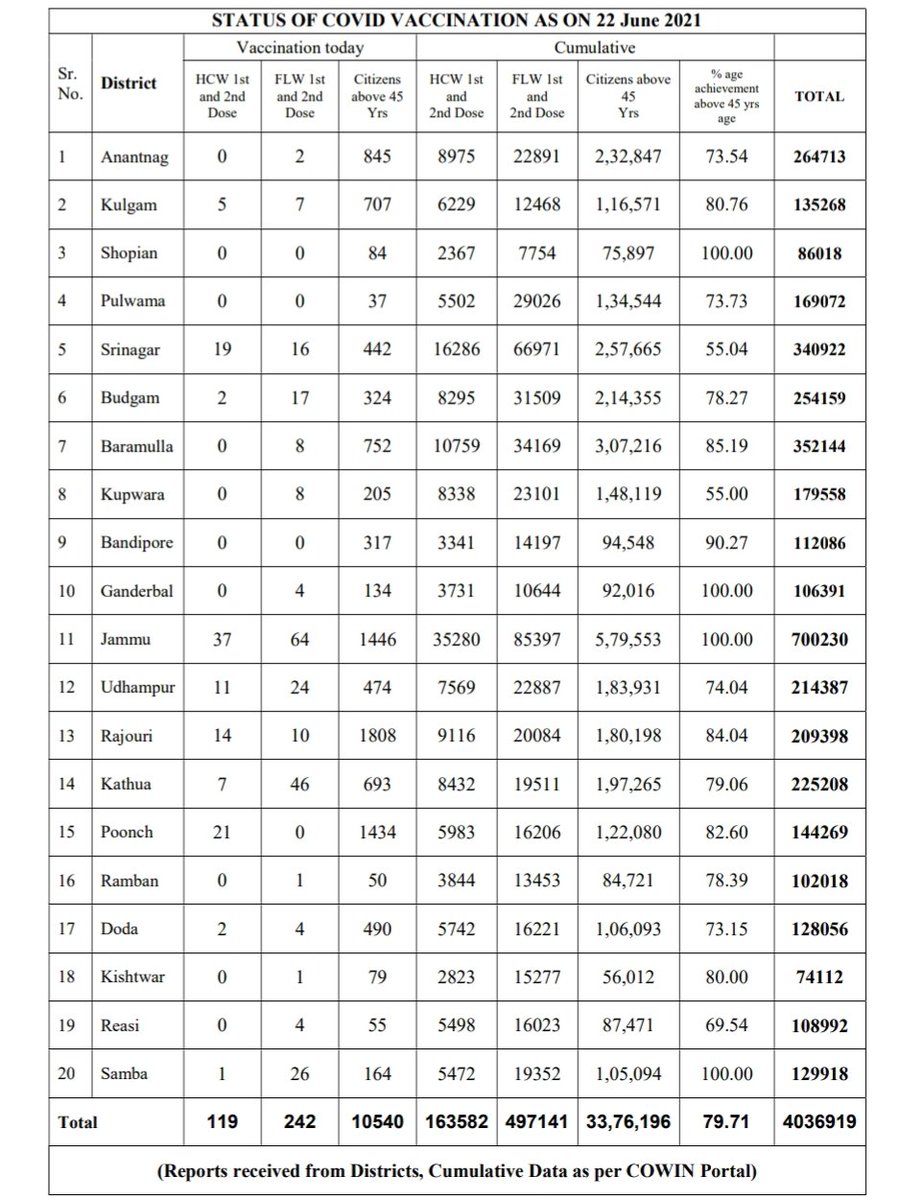 STATUS OF COVID VACCINATION AS ON 22 June 2021
Vaccination today Cumulative
Sr. No. District HCW 1st and 2nd Dose FLW 1st and 2nd Dose Citizens above 45 Yrs HCW 1st and 2nd Dose FLW 1st and 2nd Dose Citizens above 45 Yrs % age achievement above 45 yrs age TOTAL
1 Anantnag 0 2 845 8975 22891 2,32,847 73.54 264713
2 Kulgam 5 7 707 6229 12468 1,16,571 80.76 135268
3 Shopian 0 0 84 2367 7754 75,897 100.00 86018
4 Pulwama 0 0 37 5502 29026 1,34,544 73.73 169072
5 Srinagar 19 16 442 16286 66971 2,57,665 55.04 340922
6 Budgam 2 17 324 8295 31509 2,14,355 78.27 254159
7 Baramulla 0 8 752 10759 34169 3,07,216 85.19 352144
8 Kupwara 0 8 205 8338 23101 1,48,119 55.00 179558
9 Bandipore 0 0 317 3341 14197 94,548 90.27 112086
10 Ganderbal 0 4 134 3731 10644 92,016 100.00 106391
11 Jammu 37 64 1446 35280 85397 5,79,553 100.00 700230
12 Udhampur 11 24 474 7569 22887 1,83,931 74.04 214387
13 Rajouri 14 10 1808 9116 20084 1,80,198 84.04 209398
14 Kathua 7 46 693 8432 19511 1,97,265 79.06 225208
15 Poonch 21 0 1434 5983 16206 1,22,080 82.60 144269
16 Ramban 0 1 50 3844 13453 84,721 78.39 102018
17 Doda 2 4 490 5742 16221 1,06,093 73.15 128056
18 Kishtwar 0 1 79 2823 15277 56,012 80.00 74112
19 Reasi 0 4 55 5498 16023 87,471 69.54 108992
20 Samba 1 26 164 5472 19352 1,05,094 100.00 129918
Total 119 242 10540 163582 497141 33,76,196 79.71 4036919
(Reports received from Districts, Cumulative Data as per COWIN Portal)